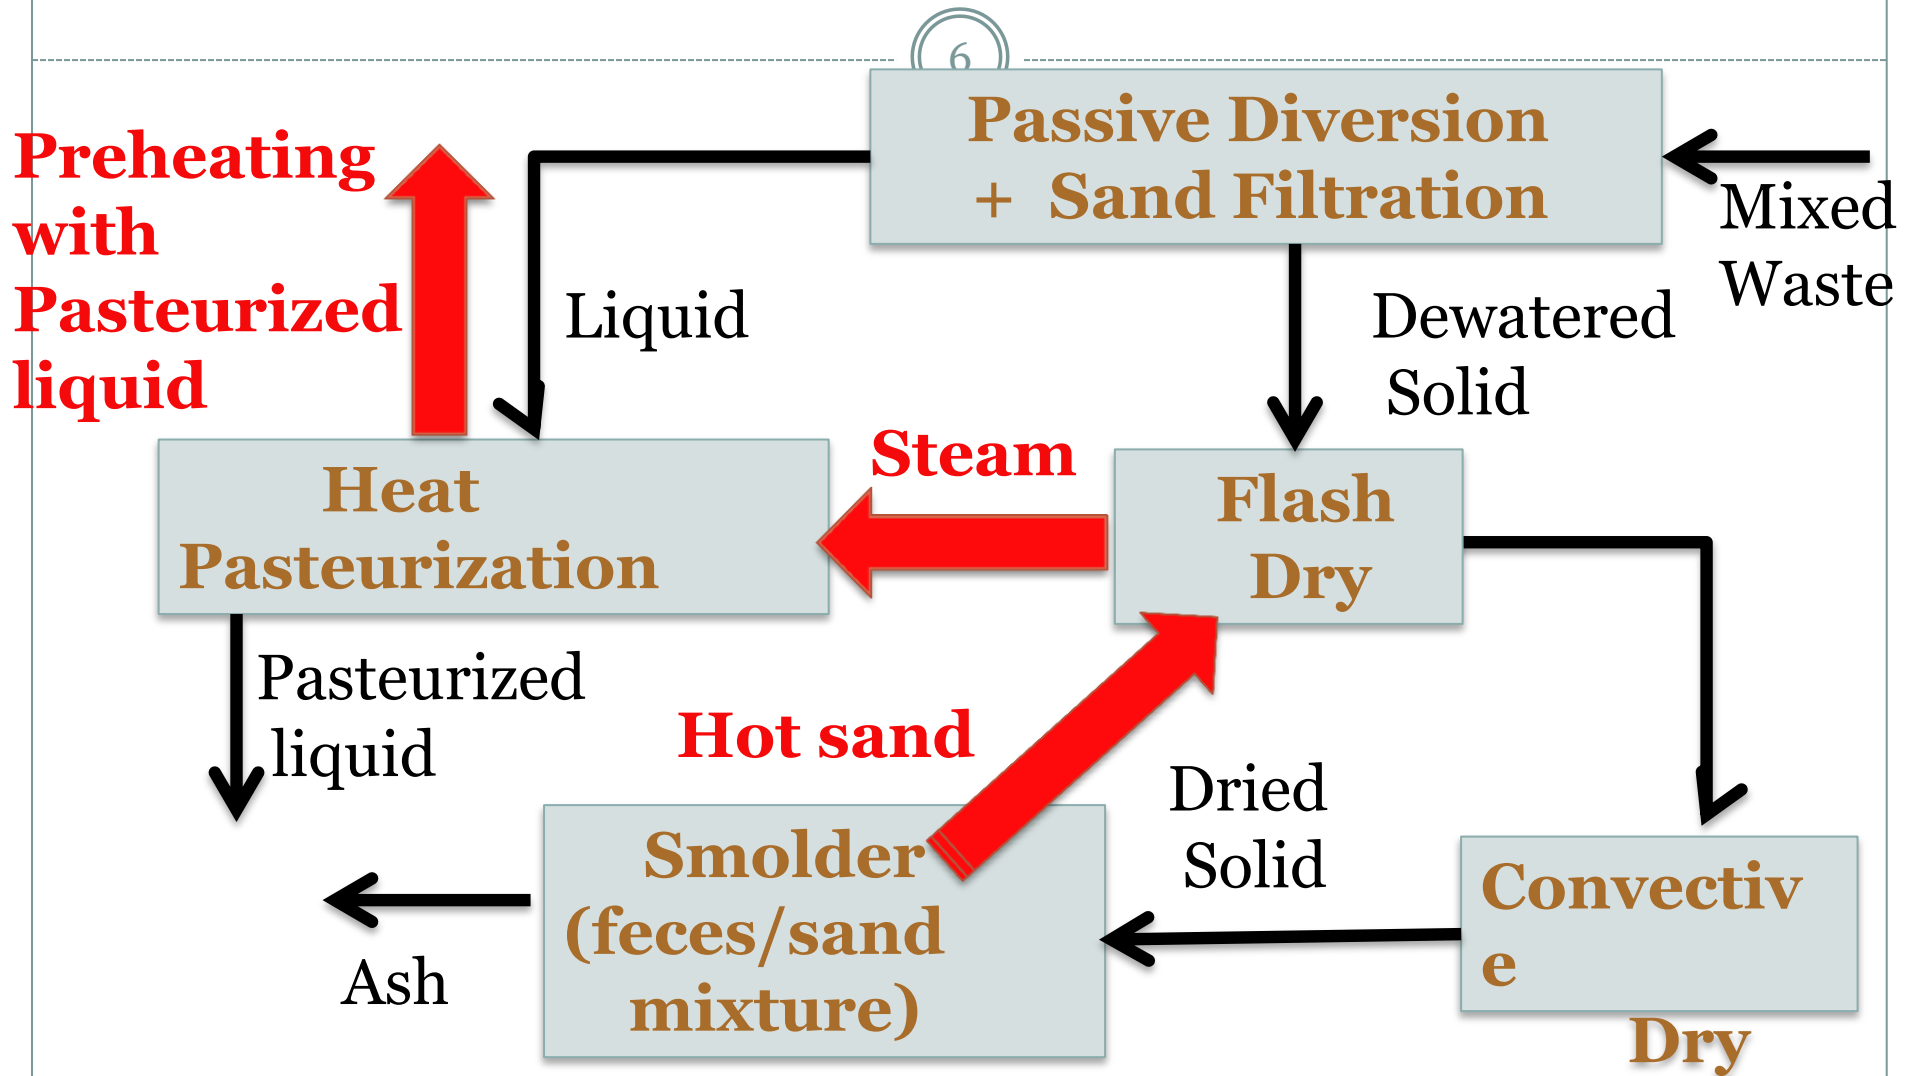 6
Passive Diversion
+ Sand Filtration
Mixed
Waste
Preheating
with
Pasteurized
liquid
Liquid
Dewatered
Solid
Steam
Heat
Pasteurization
Flash
Dry
Pasteurized
liquid
Hot sand
Dried
Solid
Smolder
(feces/sand
mixture)
Convectiv
e
Dry
Ash